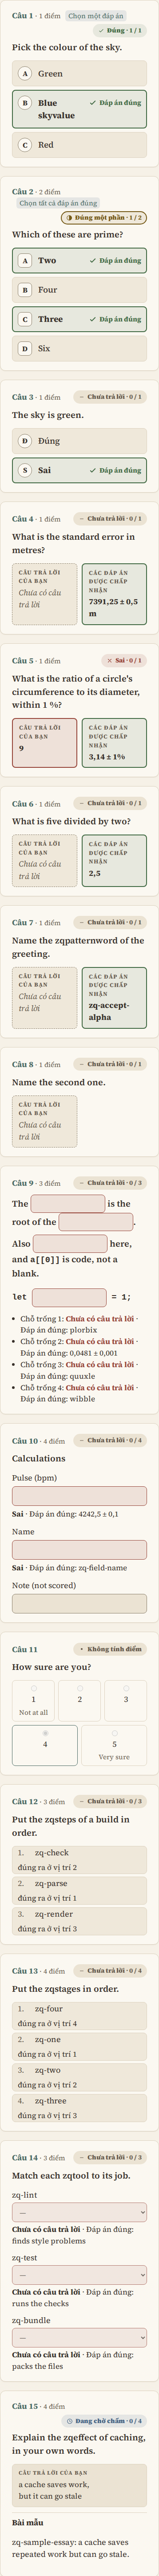 Câu 1 · 1 điểm Chọn một đáp án
✓ Đúng · 1 / 1
Pick the colour of the sky.
A Green
B Blue ✓ Đáp án đúng
skyvalue
C Red
Câu 2 · 2 điểm
Chọn tất cả đáp án đúng
Đúng một phần · 1 / 2
Which of these are prime?
A Two ✓ Đáp án đúng
B Four
C Three ✓ Đáp án đúng
D Six
Câu 3 · 1 điểm – Chưa trả lời · 0 / 1
The sky is green.
Đ Đúng
S Sai ✓ Đáp án đúng
Câu 4 · 1 điểm – Chưa trả lời · 0 / 1
What is the standard error in
metres?
CÂU TRẢ LỜI
CỦA BẠN
Chưa có câu
trả lời
CÁC ĐÁP ÁN
ĐƯỢC CHẤP
NHẬN
7391,25 ± 0,5
m
Câu 5 · 1 điểm ✕ Sai · 0 / 1
What is the ratio of a circle's
circumference to its diameter,
within 1 %?
CÂU TRẢ LỜI
CỦA BẠN
9
CÁC ĐÁP ÁN
ĐƯỢC CHẤP
NHẬN
3,14 ± 1%
Câu 6 · 1 điểm – Chưa trả lời · 0 / 1
What is five divided by two?
CÂU TRẢ LỜI
CỦA BẠN
Chưa có câu
trả lời
CÁC ĐÁP ÁN
ĐƯỢC CHẤP
NHẬN
2,5
Câu 7 · 1 điểm – Chưa trả lời · 0 / 1
Name the zqpatternword of the
greeting.
CÂU TRẢ LỜI
CỦA BẠN
Chưa có câu
trả lời
CÁC ĐÁP ÁN
ĐƯỢC CHẤP
NHẬN
zq-accept-
alpha
Câu 8 · 1 điểm – Chưa trả lời · 0 / 1
Name the second one.
CÂU TRẢ LỜI
CỦA BẠN
Chưa có câu
trả lời
Câu 9 · 3 điểm – Chưa trả lời · 0 / 3
The is the
root of the .
Also here,
and a[[0]] is code, not a
blank.
let = 1;
• Chỗ trống 1: Chưa có câu trả lời ·
Đáp án đúng: plorbix
• Chỗ trống 2: Chưa có câu trả lời ·
Đáp án đúng: 0,0481 ± 0,001
• Chỗ trống 3: Chưa có câu trả lời ·
Đáp án đúng: quuxle
• Chỗ trống 4: Chưa có câu trả lời ·
Đáp án đúng: wibble
Câu 10 · 4 điểm – Chưa trả lời · 0 / 4
Calculations
Pulse (bpm)
Sai · Đáp án đúng: 4242,5 ± 0,1
Name
Sai · Đáp án đúng: zq-field-name
Note (not scored)
Câu 11 • Không tính điểm
How sure are you?
1
Not at all
2
3
4
5
Very sure
Câu 12 · 3 điểm – Chưa trả lời · 0 / 3
Put the zqsteps of a build in
order.
1. zq-check
đúng ra ở vị trí 2
2. zq-parse
đúng ra ở vị trí 1
3. zq-render
đúng ra ở vị trí 3
Câu 13 · 4 điểm – Chưa trả lời · 0 / 4
Put the zqstages in order.
1. zq-four
đúng ra ở vị trí 4
2. zq-one
đúng ra ở vị trí 1
3. zq-two
đúng ra ở vị trí 2
4. zq-three
đúng ra ở vị trí 3
Câu 14 · 3 điểm – Chưa trả lời · 0 / 3
Match each zqtool to its job.
zq-lint
—
Chưa có câu trả lời · Đáp án đúng:
finds style problems
zq-test
—
Chưa có câu trả lời · Đáp án đúng:
runs the checks
zq-bundle
—
Chưa có câu trả lời · Đáp án đúng:
packs the files
Câu 15 · 4 điểm
Đang chờ chấm · 0 / 4
Explain the zqeffect of caching,
in your own words.
CÂU TRẢ LỜI CỦA BẠN
a cache saves work,
but it can go stale
Bài mẫu
zq-sample-essay: a cache saves
repeated work but can go stale.